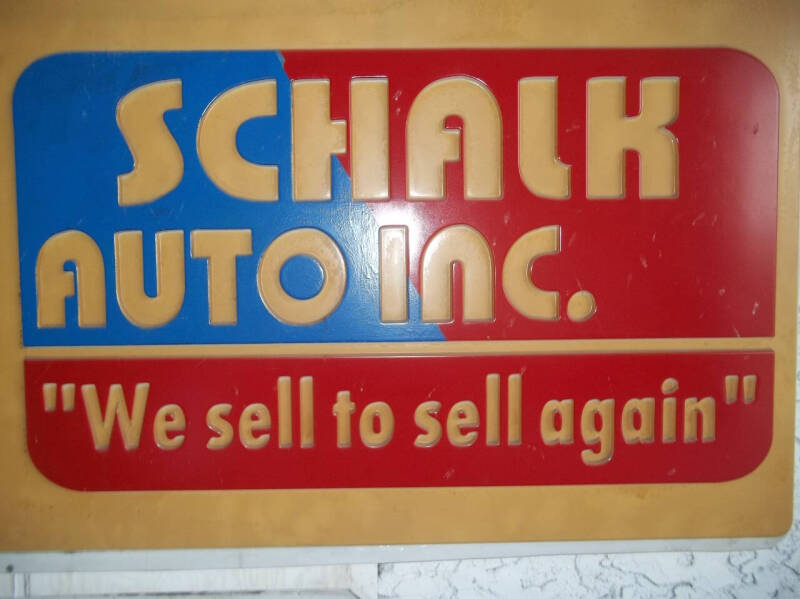 SCHALK
AUTO INC.
"We sell to sell again"